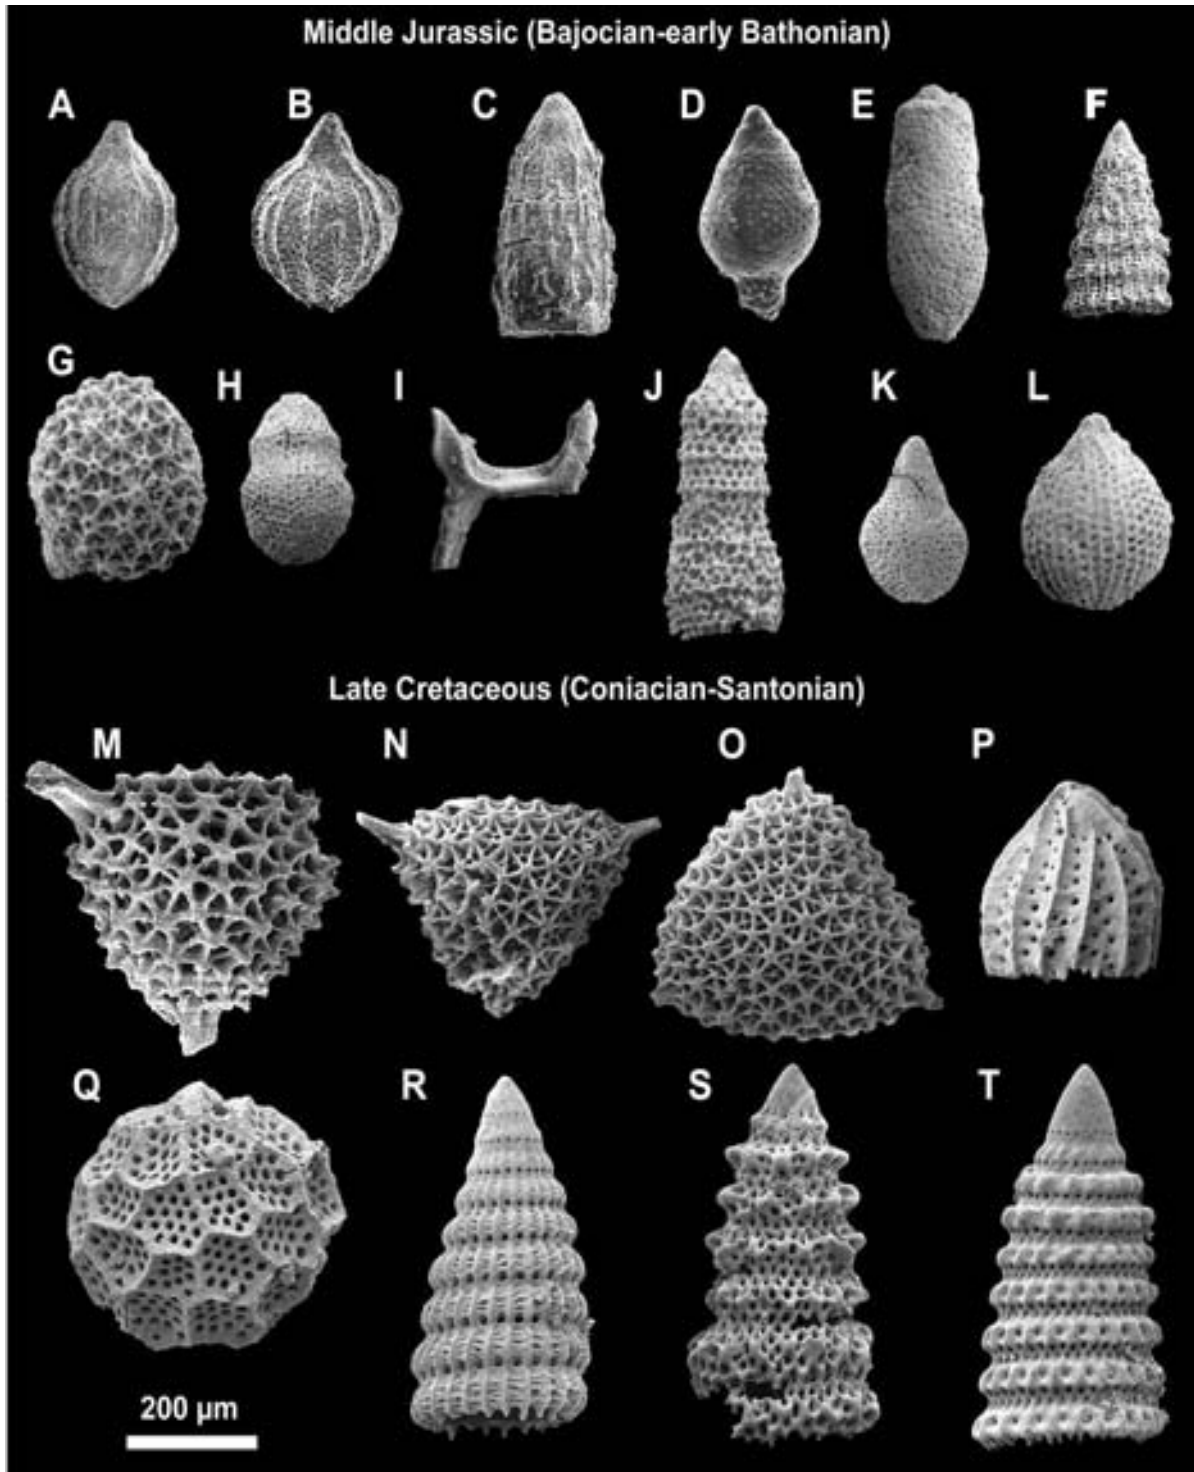 Middle Jurassic (Bajocian-early Bathonian)
A B C D E F
G H I J K L
Late Cretaceous (Coniacian-Santonian)
M N O P
Q R S T
200 µm